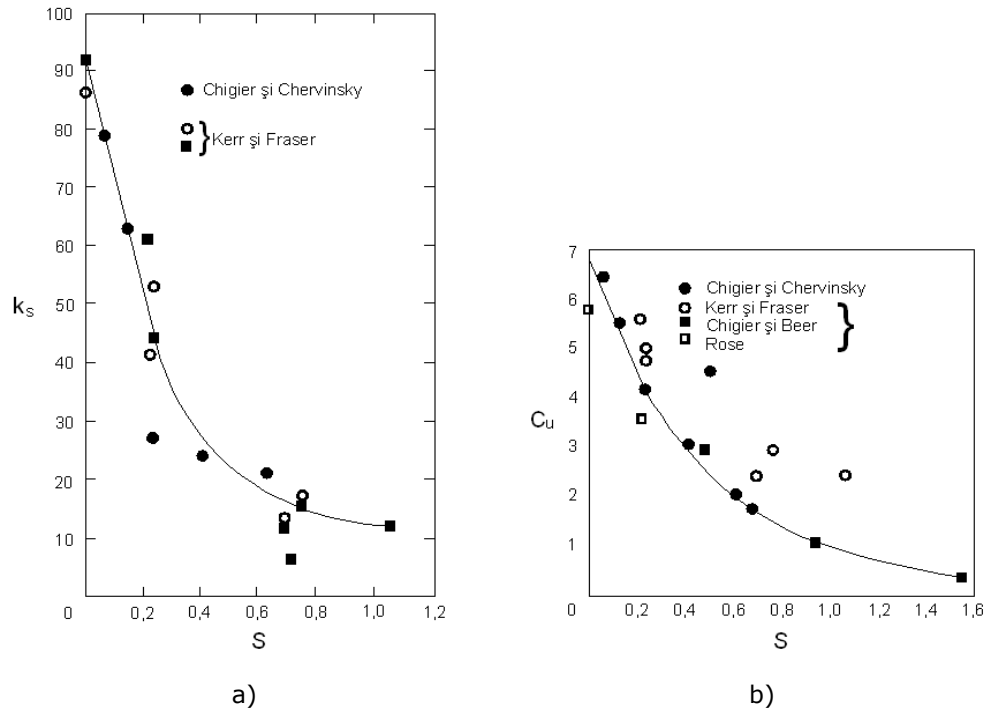 100
90
80
70
60
50
40
30
20
10
0
0,2
0,4
0,6
0,8
1,0
1,2
kₛ
S
Chigier şi Chervinsky
} Kerr şi Fraser
a)
7
6
5
4
3
2
1
0
0,2
0,4
0,6
0,8
1,0
1,2
1,4
1,6
Cᵤ
S
Chigier şi Chervinsky
Kerr şi Fraser
Chigier şi Beer
Rose
}
b)